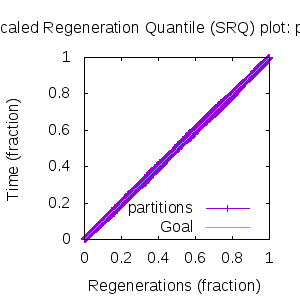 Regeneration Quantile (SRQ) plot:
1
0.8
0.6
0.4
0.2
0
Time (fraction)
partitions
Goal
0 0.2 0.4 0.6 0.8 1
Regenerations (fraction)